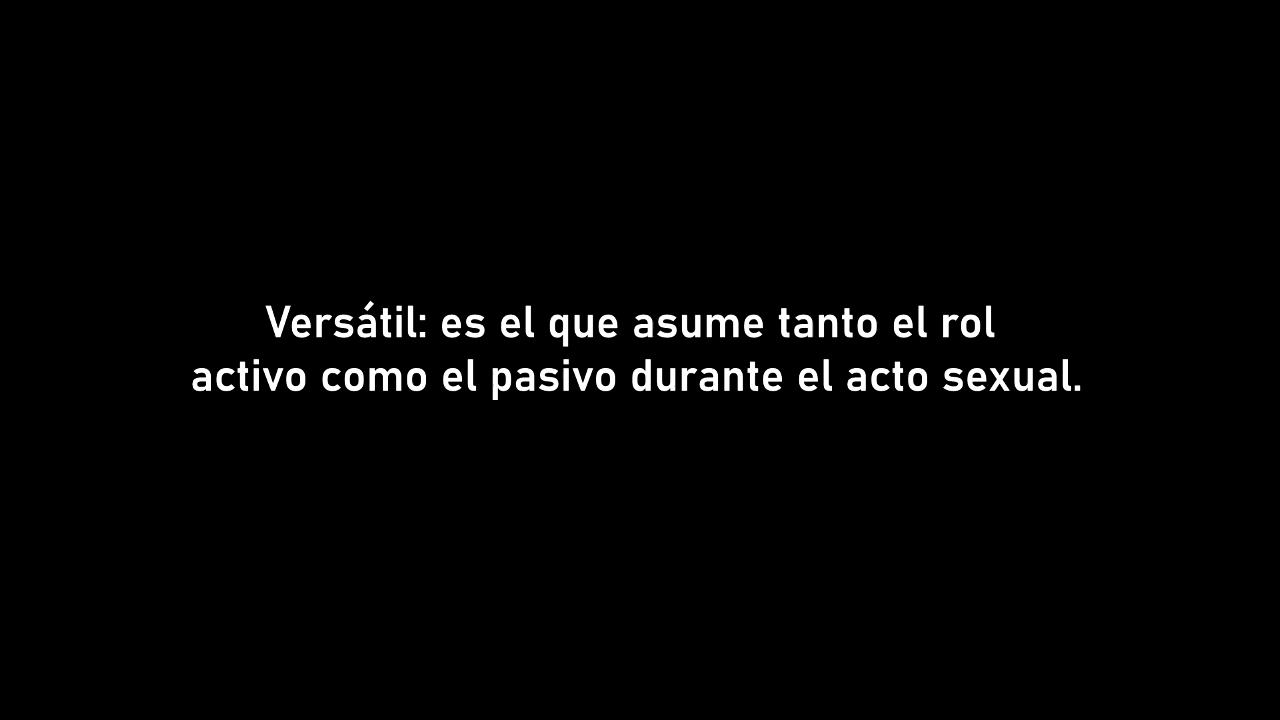 Versátil: es el que asume tanto el rol
activo como el pasivo durante el acto sexual.